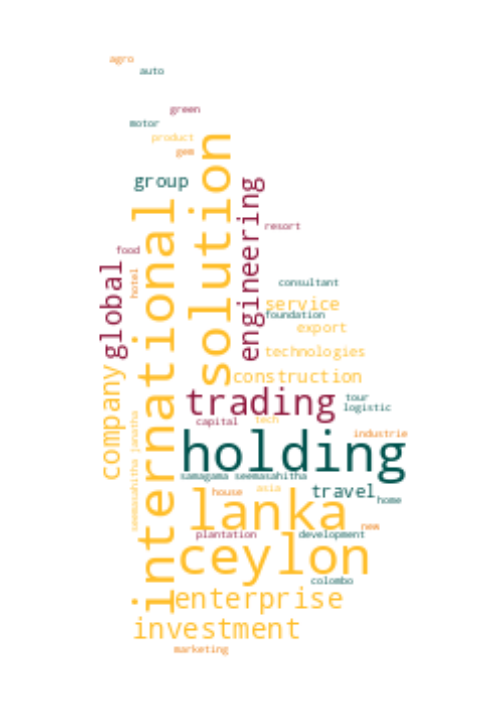 agro
auto
green
motor
product
gem
solution
group
engineering
international
resort
food
global
hotel
consultant
service
foundation
export
technologies
company
construction
trading
tour
logistic
seemasahitha janatha
capital
tech
holding
industrie
samagama seemasahitha
travel
house
asia
lanka
home
new
plantation
development
ceylon
colombo
enterprise
investment
marketing